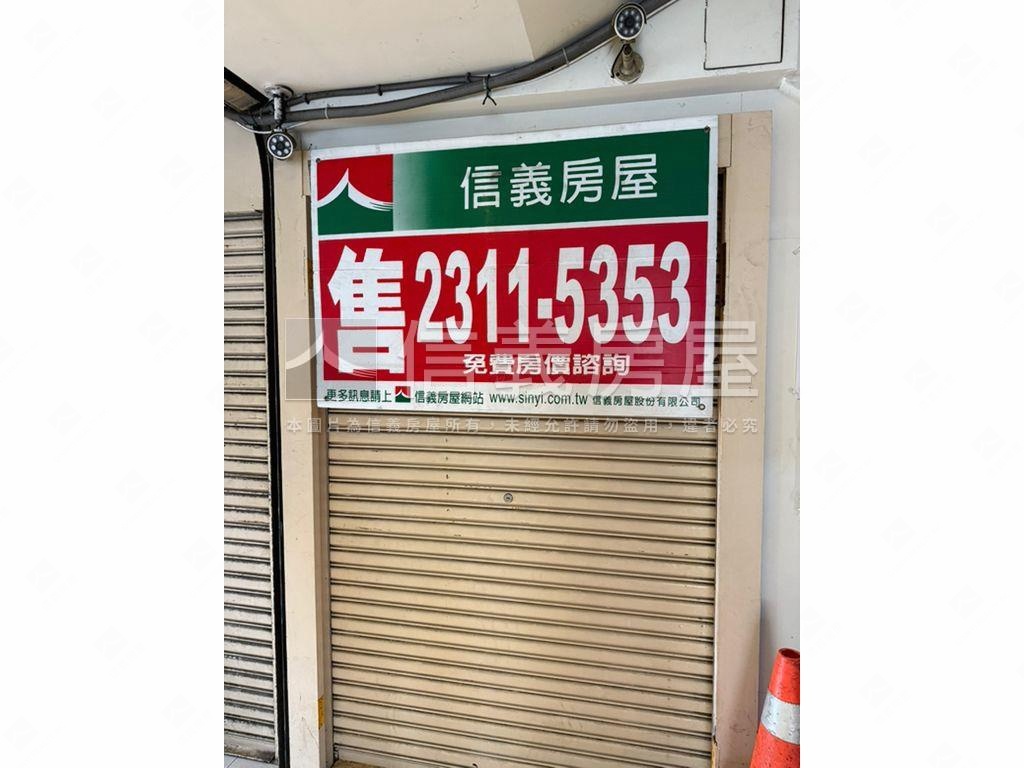 信義房屋
售 2311-5353
免費房價諮詢
更多訊息請上 信義房屋網站 www.sinyi.com.tw 信義房屋股份有限公司
信義房屋
本圖片為信義房屋所有，未經允許請勿盜用，違者必究